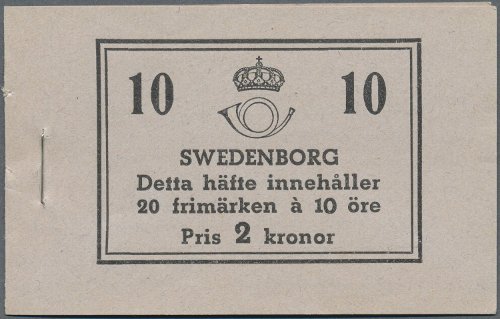 10 10
SWEDENBORG
Detta häfte innehåller
20 frimärken à 10 öre
Pris 2 kronor